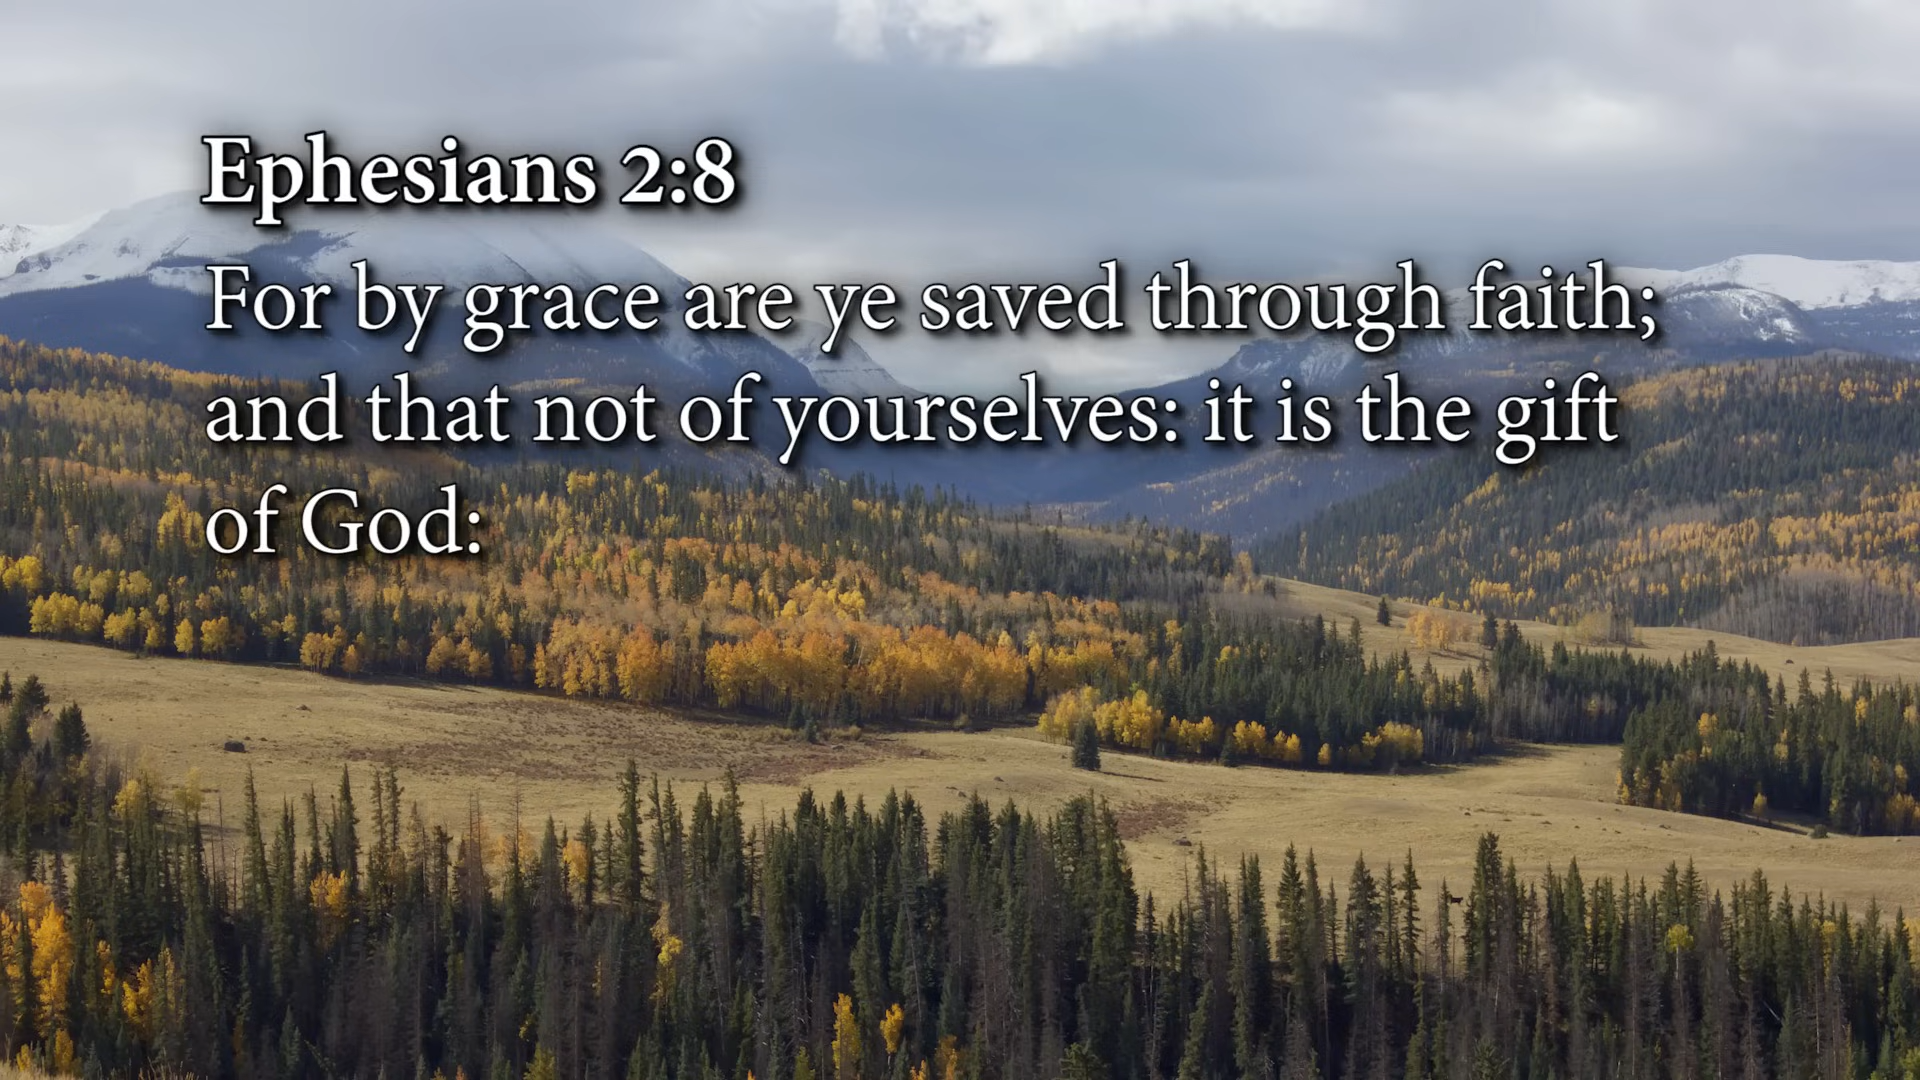 Ephesians 2:8
For by grace are ye saved through faith;
and that not of yourselves: it is the gift
of God: